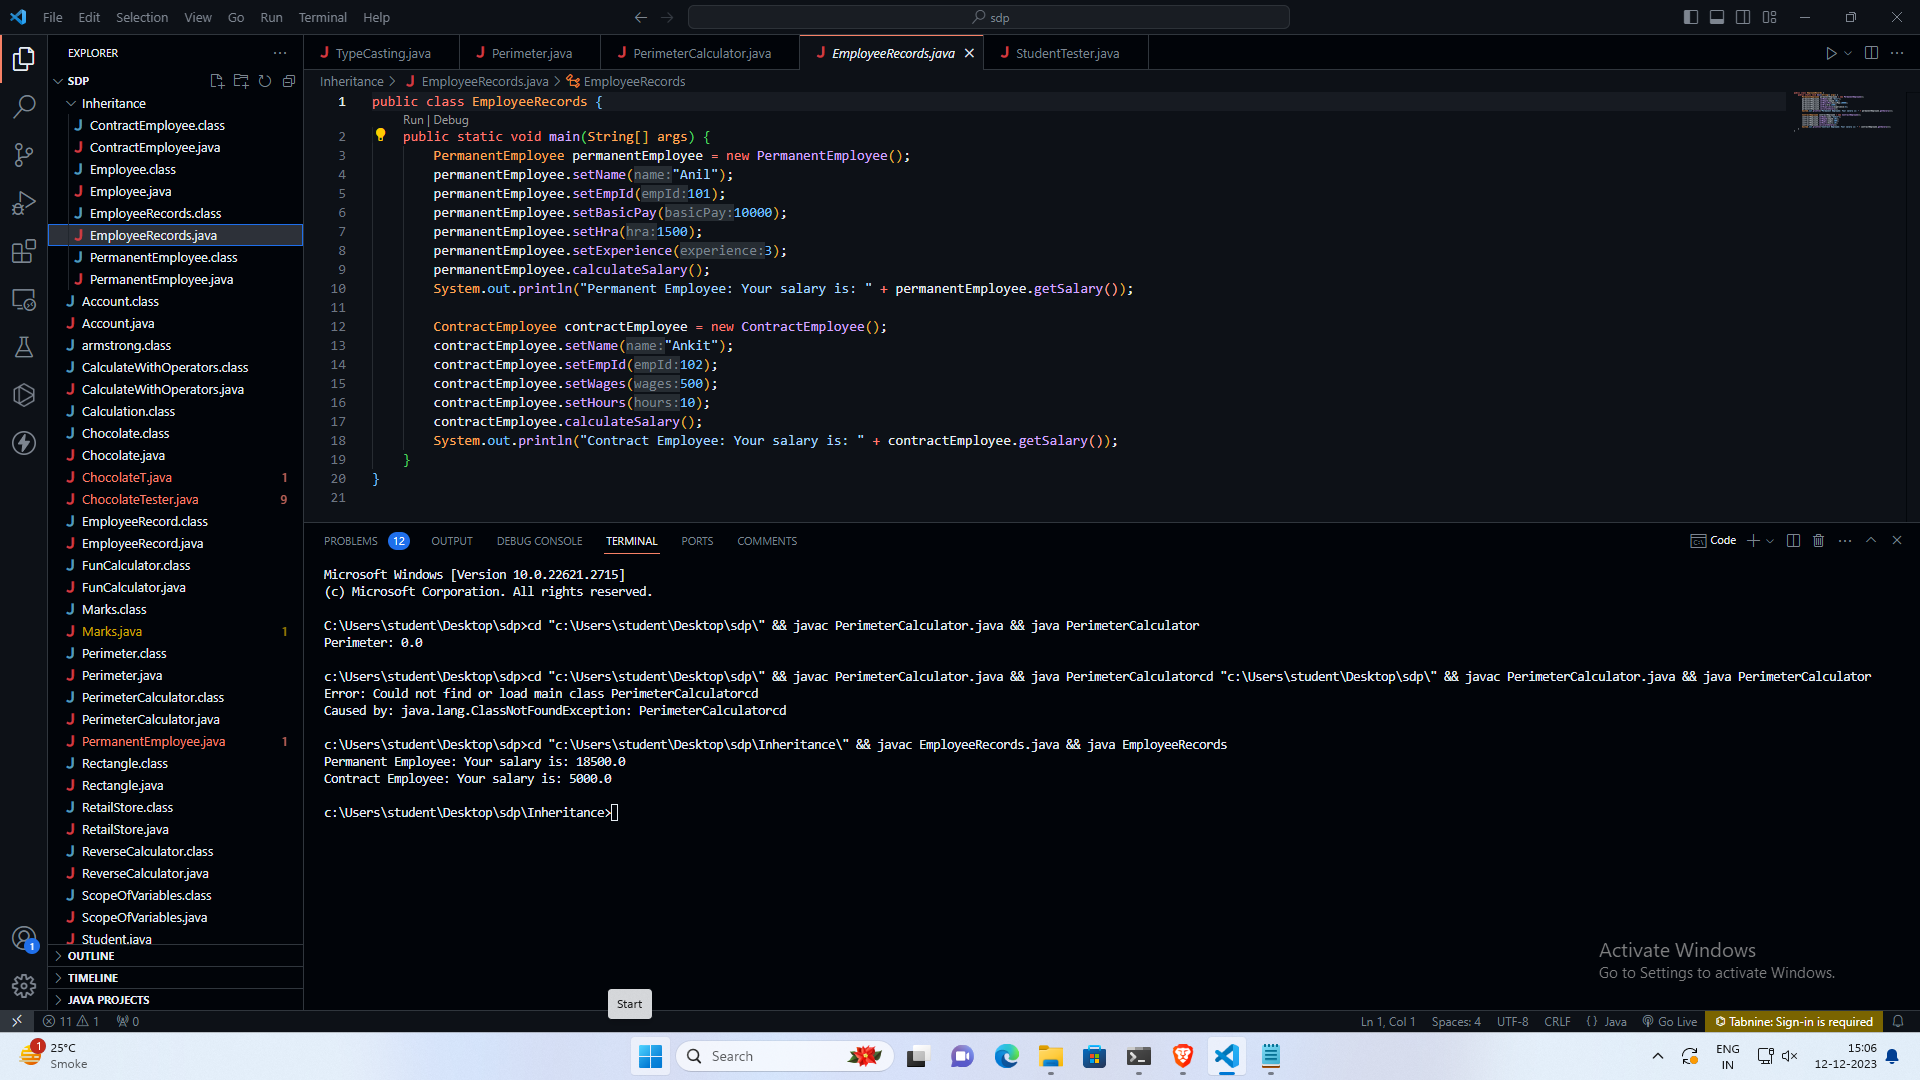 File Edit Selection View Go Run Terminal Help
sdp
EXPLORER
SDP
Inheritance
ContractEmployee.class
ContractEmployee.java
Employee.class
Employee.java
EmployeeRecords.class
EmployeeRecords.java
PermanentEmployee.class
PermanentEmployee.java
Account.class
Account.java
armstrong.class
CalculateWithOperators.class
CalculateWithOperators.java
Calculation.class
Chocolate.class
Chocolate.java
ChocolateT.java 1
ChocolateTester.java 9
EmployeeRecord.class
EmployeeRecord.java
FunCalculator.class
FunCalculator.java
Marks.class
Marks.java 1
Perimeter.class
Perimeter.java
PerimeterCalculator.class
PerimeterCalculator.java
PermanentEmployee.java 1
Rectangle.class
Rectangle.java
RetailStore.class
RetailStore.java
ReverseCalculator.class
ReverseCalculator.java
ScopeOfVariables.class
ScopeOfVariables.java
Student.java
OUTLINE
TIMELINE
JAVA PROJECTS
TypeCasting.java Perimeter.java PerimeterCalculator.java EmployeeRecords.java StudentTester.java
Inheritance > EmployeeRecords.java > EmployeeRecords
1 public class EmployeeRecords {
Run | Debug
2 public static void main(String[] args) {
3 PermanentEmployee permanentEmployee = new PermanentEmployee();
4 permanentEmployee.setName(name:"Anil");
5 permanentEmployee.setEmpId(empId:101);
6 permanentEmployee.setBasicPay(basicPay:10000);
7 permanentEmployee.setHra(hra:1500);
8 permanentEmployee.setExperience(experience:3);
9 permanentEmployee.calculateSalary();
10 System.out.println("Permanent Employee: Your salary is: " + permanentEmployee.getSalary());
11
12 ContractEmployee contractEmployee = new ContractEmployee();
13 contractEmployee.setName(name:"Ankit");
14 contractEmployee.setEmpId(empId:102);
15 contractEmployee.setWages(wages:500);
16 contractEmployee.setHours(hours:10);
17 contractEmployee.calculateSalary();
18 System.out.println("Contract Employee: Your salary is: " + contractEmployee.getSalary());
19 }
20 }
21
PROBLEMS 12 OUTPUT DEBUG CONSOLE TERMINAL PORTS COMMENTS
Code
Microsoft Windows [Version 10.0.22621.2715]
(c) Microsoft Corporation. All rights reserved.
C:\Users\student\Desktop\sdp>cd "c:\Users\student\Desktop\sdp\" && javac PerimeterCalculator.java && java PerimeterCalculator
Perimeter: 0.0
c:\Users\student\Desktop\sdp>cd "c:\Users\student\Desktop\sdp\" && javac PerimeterCalculator.java && java PerimeterCalculatorcd "c:\Users\student\Desktop\sdp\" && javac PerimeterCalculator.java && java PerimeterCalculator
Error: Could not find or load main class PerimeterCalculatorcd
Caused by: java.lang.ClassNotFoundException: PerimeterCalculatorcd
c:\Users\student\Desktop\sdp>cd "c:\Users\student\Desktop\sdp\Inheritance\" && javac EmployeeRecords.java && java EmployeeRecords
Permanent Employee: Your salary is: 18500.0
Contract Employee: Your salary is: 5000.0
c:\Users\student\Desktop\sdp\Inheritance>
Activate Windows
Go to Settings to activate Windows.
Start
1
11 1 0
Ln 1, Col 1 Spaces: 4 UTF-8 CRLF {} Java Go Live Tabnine: Sign-in is required
1
25°C
Smoke
Search
ENG
IN
15:06
12-12-2023